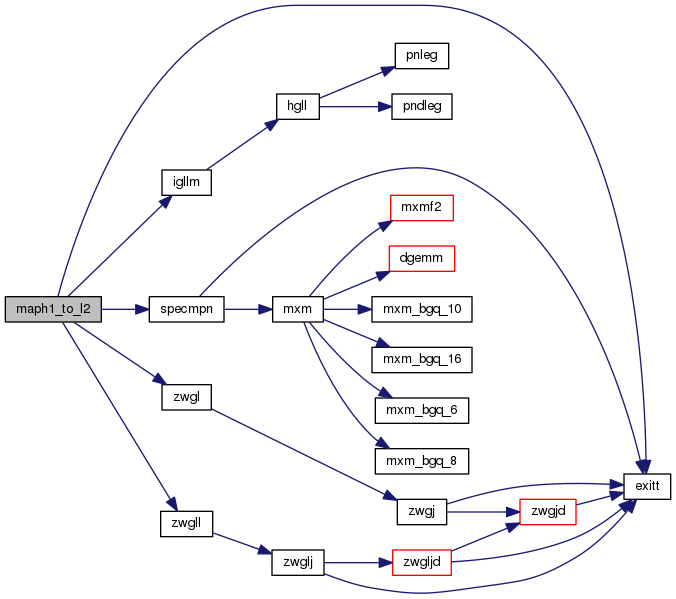 pnleg
hgll
pndleg
igllm
mxmf2
dgemm
maph1_to_l2
specmpn
mxm
mxm_bgq_10
mxm_bgq_16
zwgl
mxm_bgq_6
mxm_bgq_8
exitt
zwgj
zwgjd
zwgll
zwglj
zwgljd